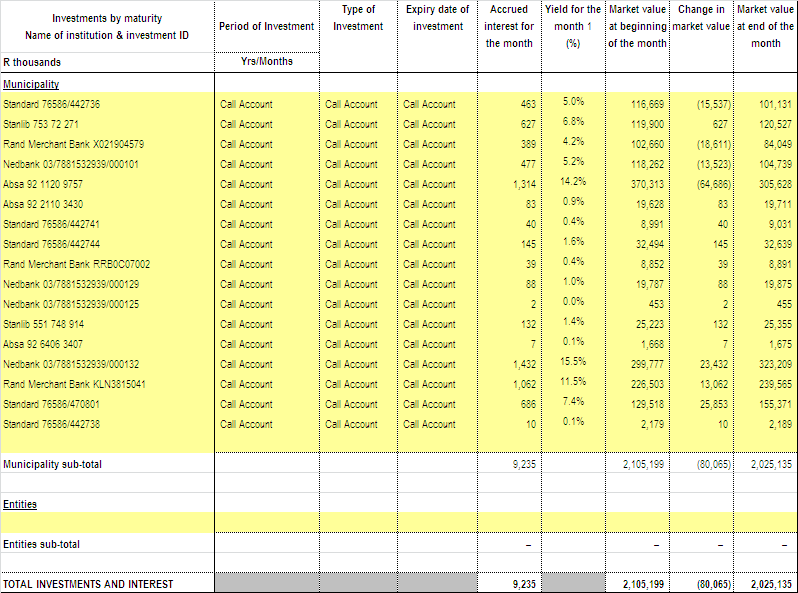 Investments by maturity
Name of institution & investment ID
Period of Investment
Type of Investment
Expiry date of investment
Accrued interest for the month
Yield for the month 1 (%)
Market value at beginning of the month
Change in market value
Market value at end of the month
R thousands Yrs/Months
Municipality
Standard 76586/442736 Call Account Call Account Call Account 463 5.0% 116,669 (15,537) 101,131
Stanlib 753 72 271 Call Account Call Account Call Account 627 6.8% 119,900 627 120,527
Rand Merchant Bank X021904579 Call Account Call Account Call Account 389 4.2% 102,660 (18,611) 84,049
Nedbank 03/7881532939/000101 Call Account Call Account Call Account 477 5.2% 118,262 (13,523) 104,739
Absa 92 1120 9757 Call Account Call Account Call Account 1,314 14.2% 370,313 (64,686) 305,628
Absa 92 2110 3430 Call Account Call Account Call Account 83 0.9% 19,628 83 19,711
Standard 76586/442741 Call Account Call Account Call Account 40 0.4% 8,991 40 9,031
Standard 76586/442744 Call Account Call Account Call Account 145 1.6% 32,494 145 32,639
Rand Merchant Bank RRB0C07002 Call Account Call Account Call Account 39 0.4% 8,852 39 8,891
Nedbank 03/7881532939/000129 Call Account Call Account Call Account 88 1.0% 19,787 88 19,875
Nedbank 03/7881532939/000125 Call Account Call Account Call Account 2 0.0% 453 2 455
Stanlib 551 748 914 Call Account Call Account Call Account 132 1.4% 25,223 132 25,355
Absa 92 6406 3407 Call Account Call Account Call Account 7 0.1% 1,668 7 1,675
Nedbank 03/7881532939/000132 Call Account Call Account Call Account 1,432 15.5% 299,777 23,432 323,209
Rand Merchant Bank KLN3815041 Call Account Call Account Call Account 1,062 11.5% 226,503 13,062 239,565
Standard 76586/470801 Call Account Call Account Call Account 686 7.4% 129,518 25,853 155,371
Standard 76586/442738 Call Account Call Account Call Account 10 0.1% 2,179 10 2,189
Municipality sub-total 9,235 2,105,199 (80,065) 2,025,135
Entities
Entities sub-total – – – –
TOTAL INVESTMENTS AND INTEREST 9,235 2,105,199 (80,065) 2,025,135